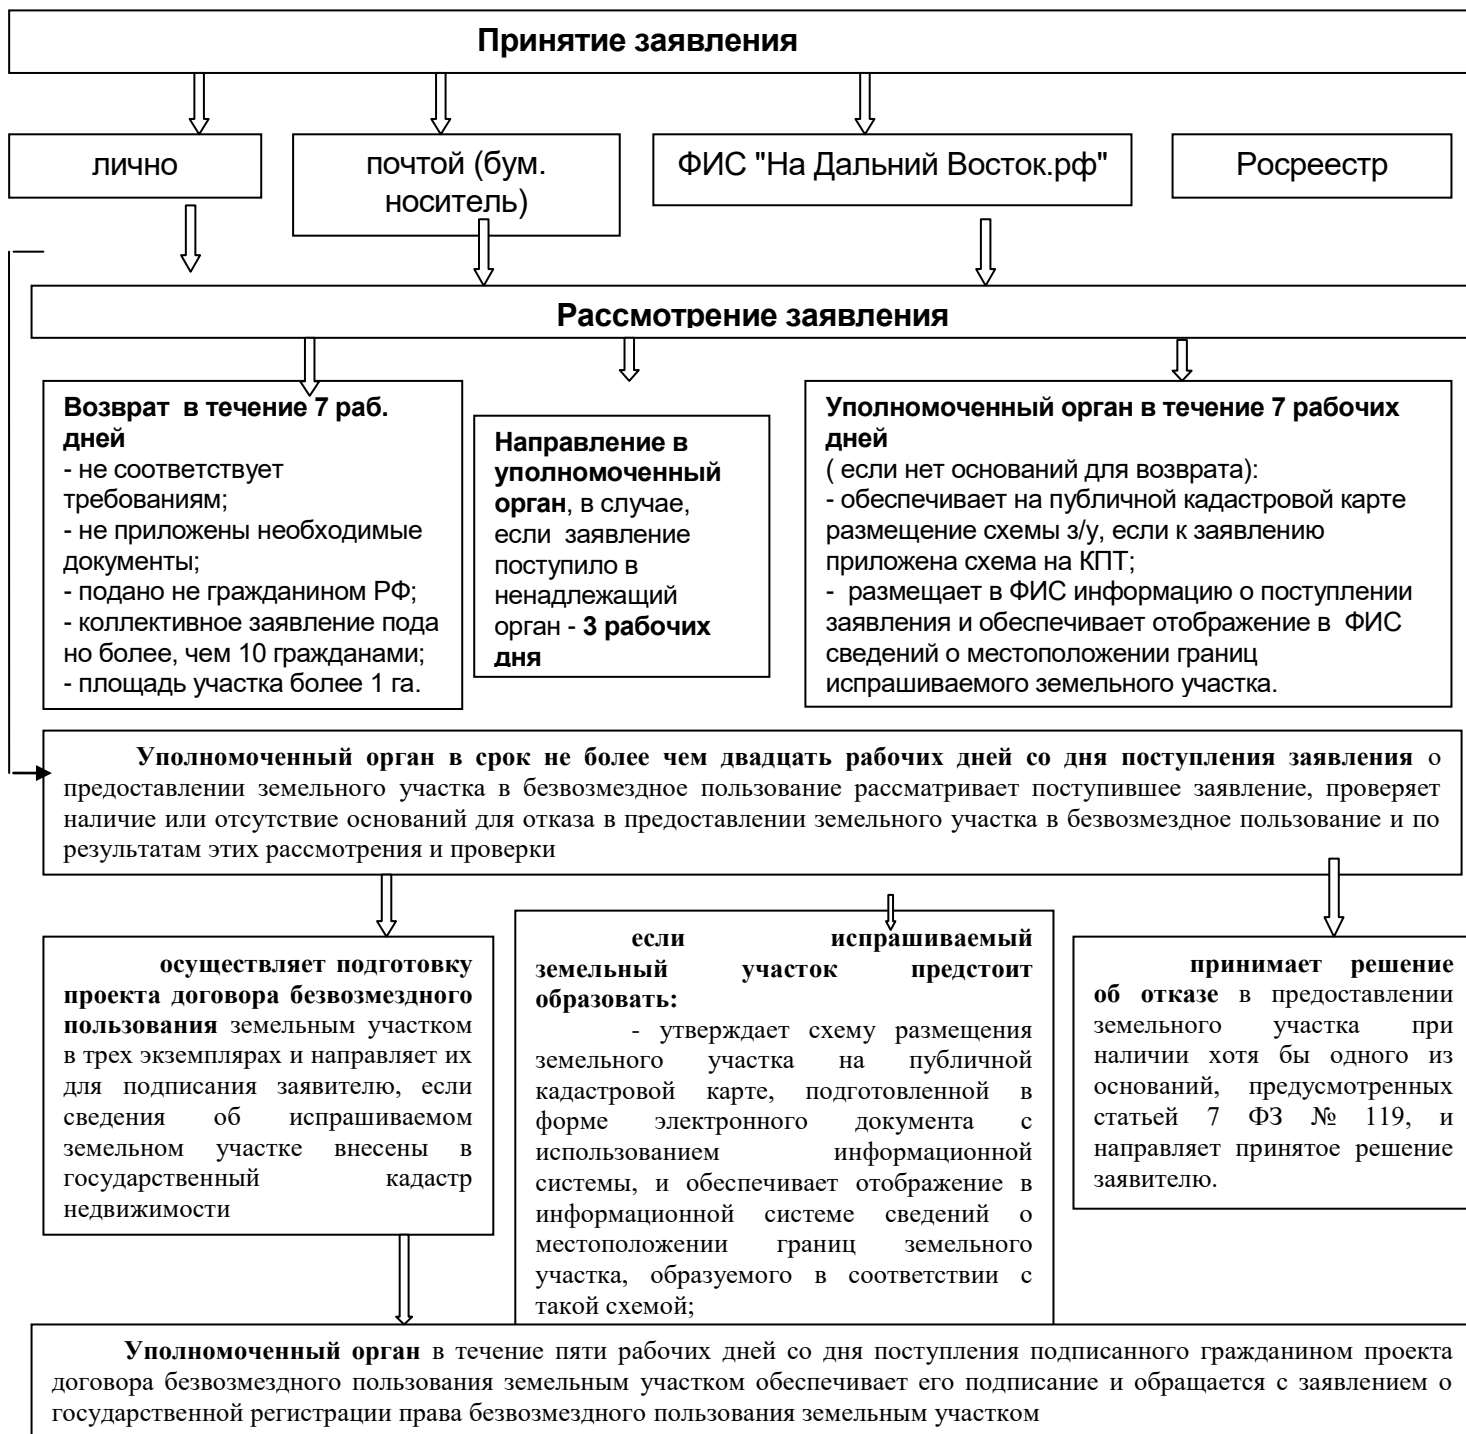 Принятие заявления
лично
почтой (бум.
носитель)
ФИС "На Дальний Восток.рф"
Росреестр
Рассмотрение заявления
Возврат в течение 7 раб.
дней
- не соответствует
требованиям;
- не приложены необходимые
документы;
- подано не гражданином РФ;
- коллективное заявление пода
но более, чем 10 гражданами;
- площадь участка более 1 га.
Направление в
уполномоченный
орган, в случае,
если заявление
поступило в
ненадлежащий
орган - 3 рабочих
дня
Уполномоченный орган в течение 7 рабочих
дней
( если нет оснований для возврата):
- обеспечивает на публичной кадастровой карте
размещение схемы з/у, если к заявлению
приложена схема на КПТ;
- размещает в ФИС информацию о поступлении
заявления и обеспечивает отображение в ФИС
сведений о местоположении границ
испрашиваемого земельного участка.
Уполномоченный орган в срок не более чем двадцать рабочих дней со дня поступления заявления о
предоставлении земельного участка в безвозмездное пользование рассматривает поступившее заявление, проверяет
наличие или отсутствие оснований для отказа в предоставлении земельного участка в безвозмездное пользование и по
результатам этих рассмотрения и проверки
осуществляет подготовку
проекта договора безвозмездного
пользования земельным участком
в трех экземплярах и направляет их
для подписания заявителю, если
сведения об испрашиваемом
земельном участке внесены в
государственный кадастр
недвижимости
если испрашиваемый
земельный участок предстоит
образовать:
- утверждает схему размещения
земельного участка на публичной
кадастровой карте, подготовленной в
форме электронного документа с
использованием информационной
системы, и обеспечивает отображение в
информационной системе сведений о
местоположении границ земельного
участка, образуемого в соответствии с
такой схемой;
принимает решение
об отказе в предоставлении
земельного участка при
наличии хотя бы одного из
оснований, предусмотренных
статьей 7 ФЗ № 119, и
направляет принятое решение
заявителю.
Уполномоченный орган в течение пяти рабочих дней со дня поступления подписанного гражданином проекта
договора безвозмездного пользования земельным участком обеспечивает его подписание и обращается с заявлением о
государственной регистрации права безвозмездного пользования земельным участком